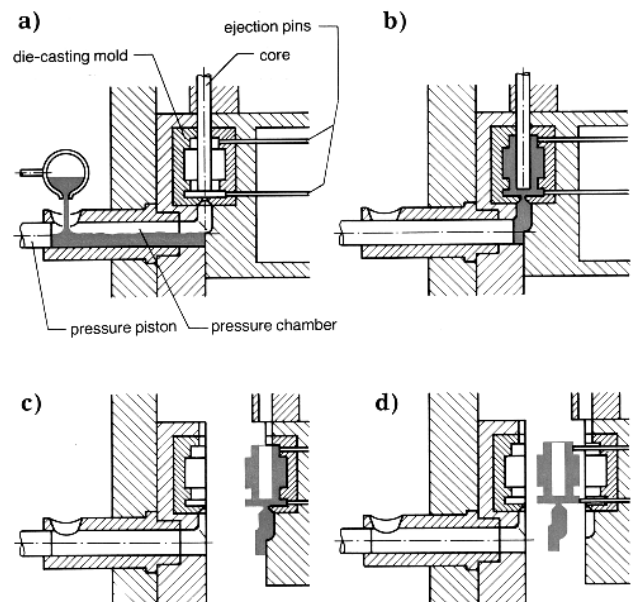 a)
ejection pins
b)
die-casting mold
core
pressure piston
pressure chamber
c)
d)